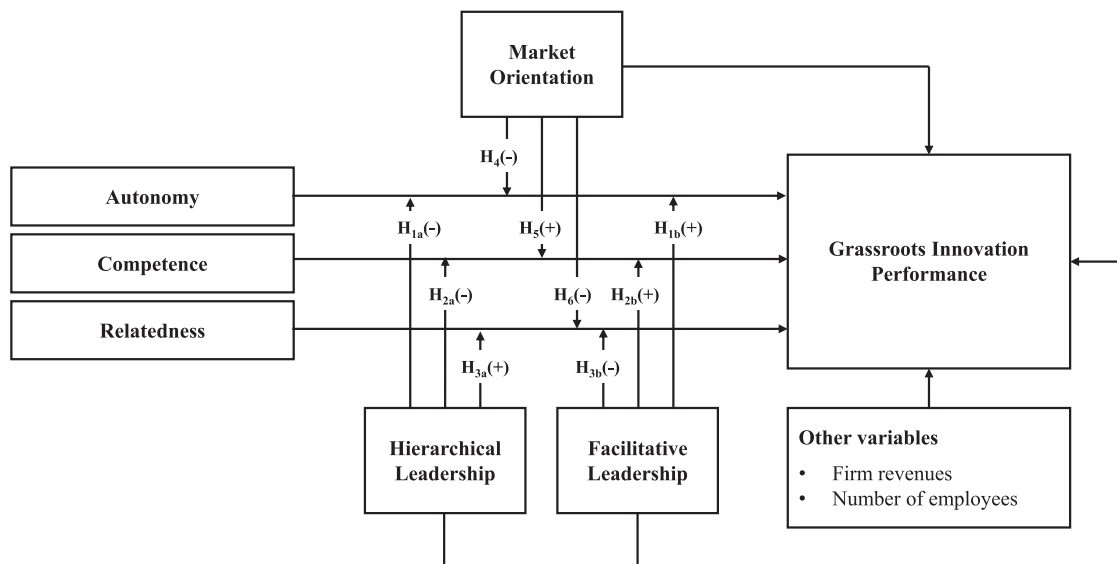 Market
Orientation
H4(-)
Autonomy
H1a(-)
H5(+)
H1b(+)
Competence
Grassroots Innovation
Performance
H2a(-)
H6(-)
H2b(+)
Relatedness
H3a(+)
H3b(-)
Hierarchical
Leadership
Facilitative
Leadership
Other variables
• Firm revenues
• Number of employees